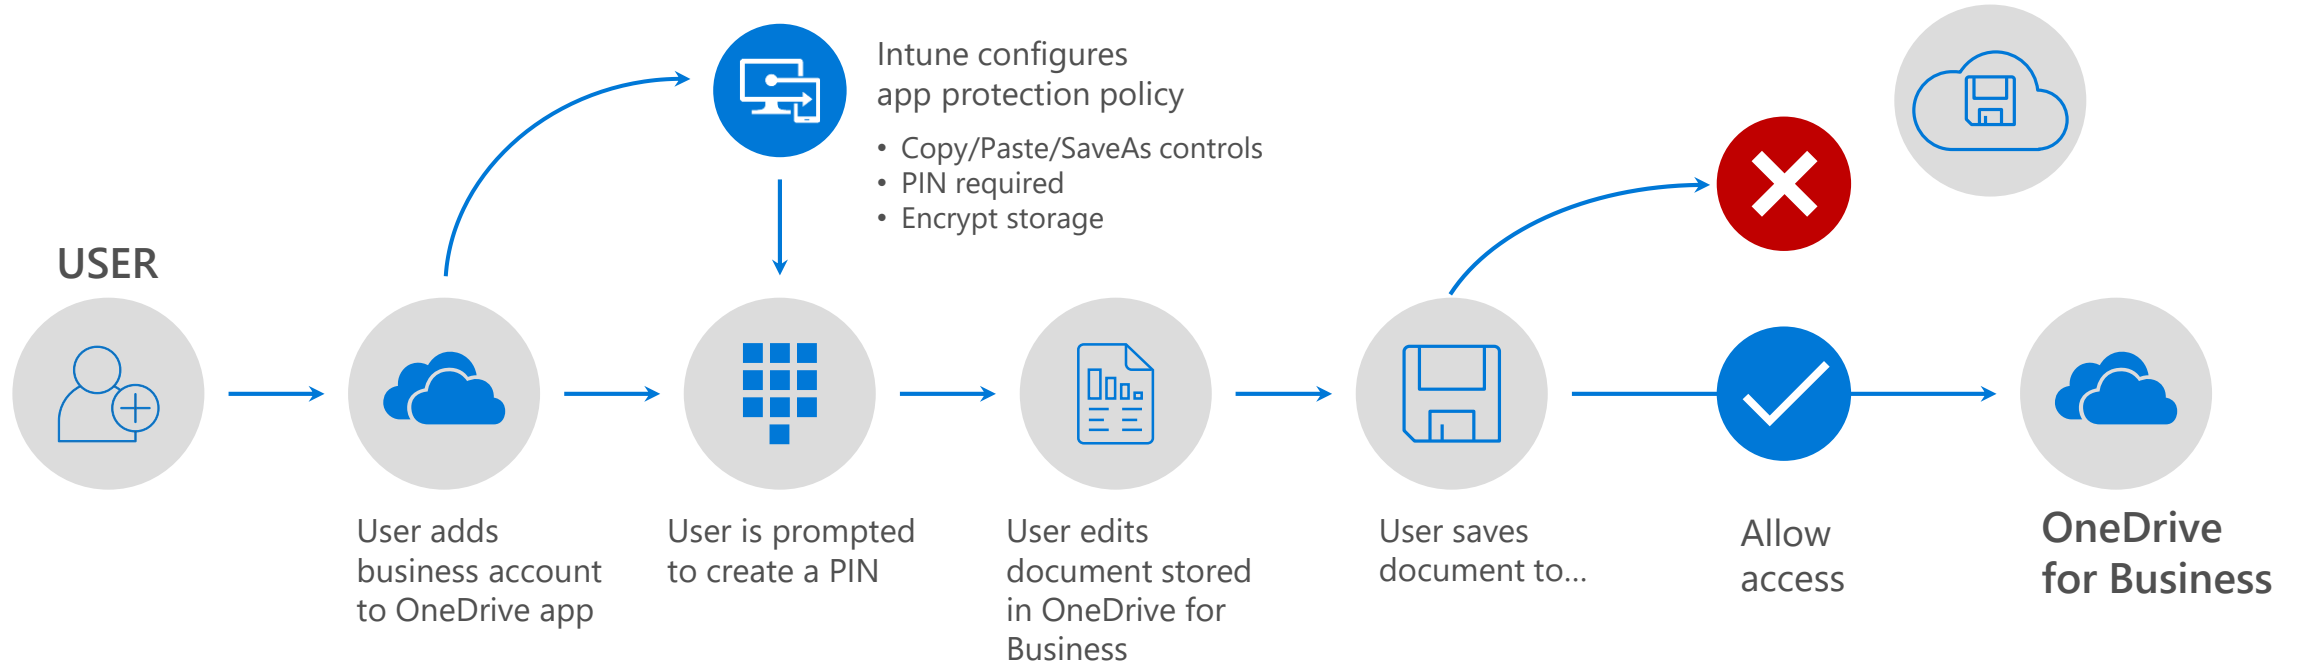 Intune configures
app protection policy
• Copy/Paste/SaveAs controls
• PIN required
• Encrypt storage
USER
User adds
business account
to OneDrive app
User is prompted
to create a PIN
User edits
document stored
in OneDrive for
Business
User saves
document to...
Allow
access
OneDrive
for Business